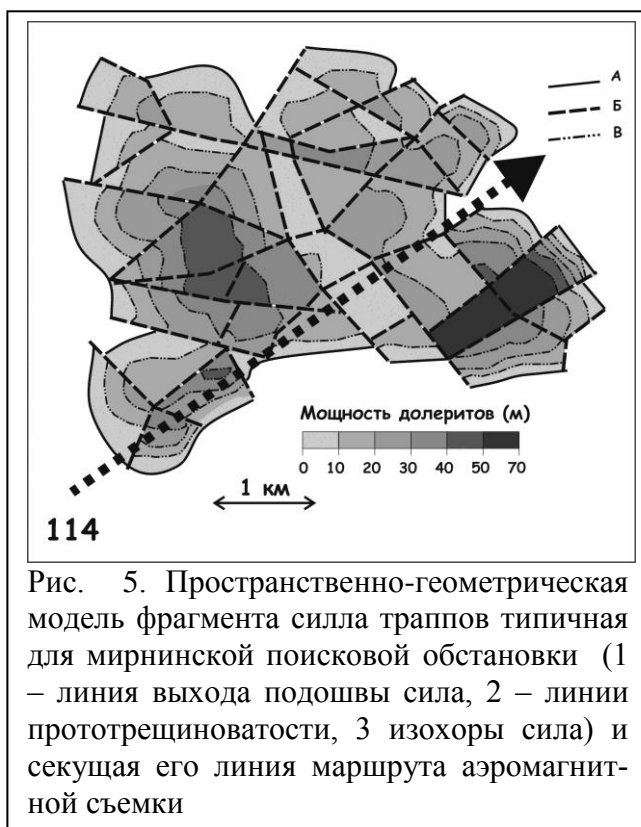 А
Б
В
Мощность долеритов (м)
0 10 20 30 40 50 70
1 км
114
Рис. 5. Пространственно-геометрическая
модель фрагмента силла траппов типичная
для мирнинской поисковой обстановки (1
– линия выхода подошвы сила, 2 – линии
прототрещиноватости, 3 изохоры сила) и
секущая его линия маршрута аэромагнит-
ной съемки